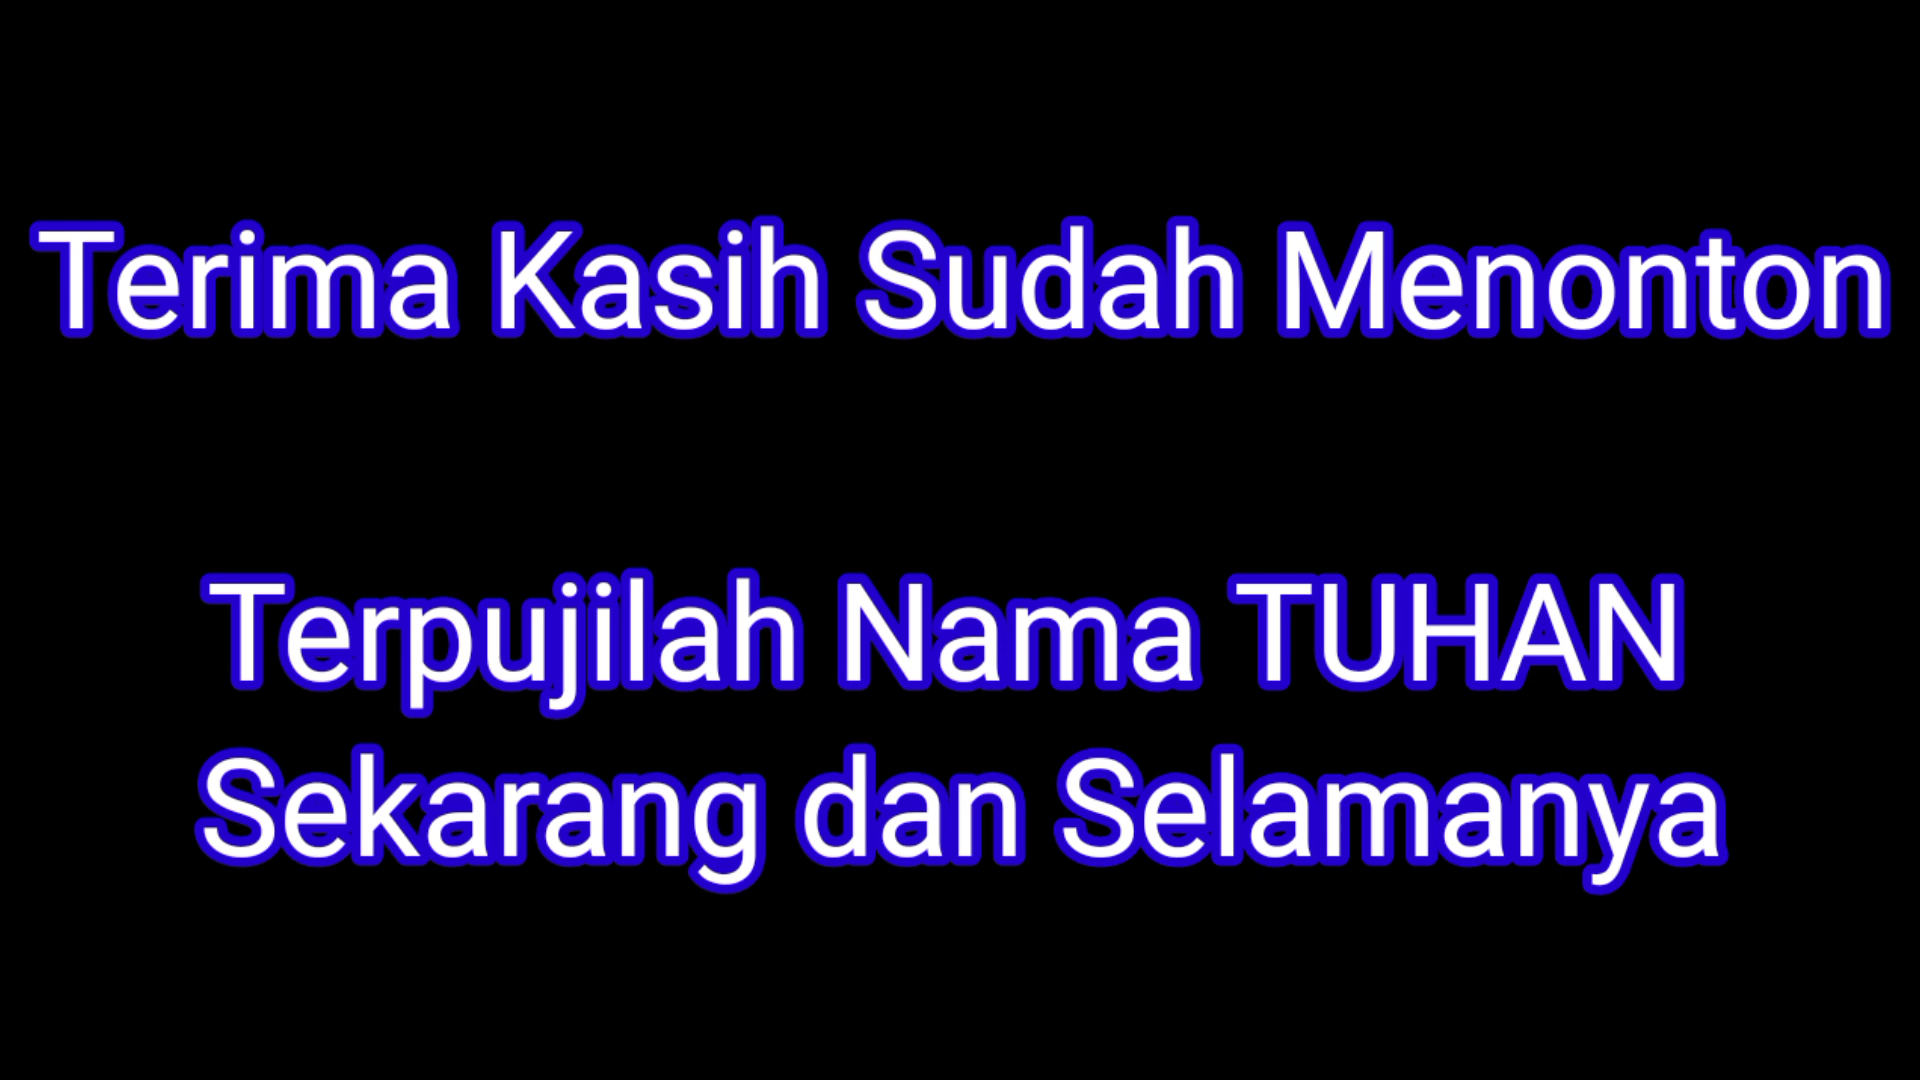 Terima Kasih Sudah Menonton
Terpujilah Nama TUHAN
Sekarang dan Selamanya